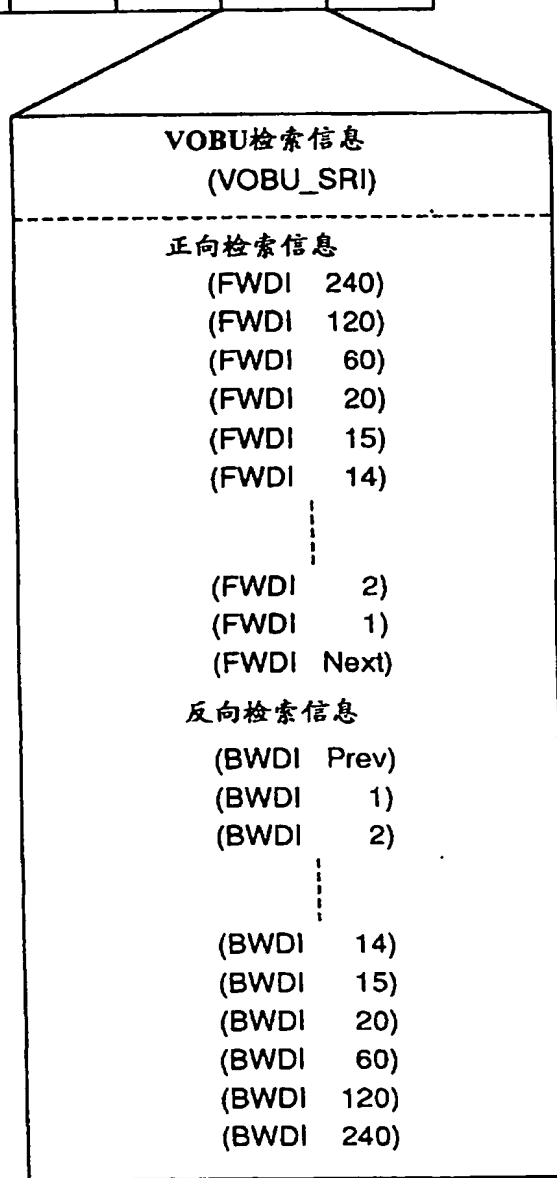 VOBU检索信息
(VOBU_SRI)
正向检索信息
(FWDI 240)
(FWDI 120)
(FWDI 60)
(FWDI 20)
(FWDI 15)
(FWDI 14)
(FWDI 2)
(FWDI 1)
(FWDI Next)
反向检索信息
(BWDI Prev)
(BWDI 1)
(BWDI 2)
(BWDI 14)
(BWDI 15)
(BWDI 20)
(BWDI 60)
(BWDI 120)
(BWDI 240)